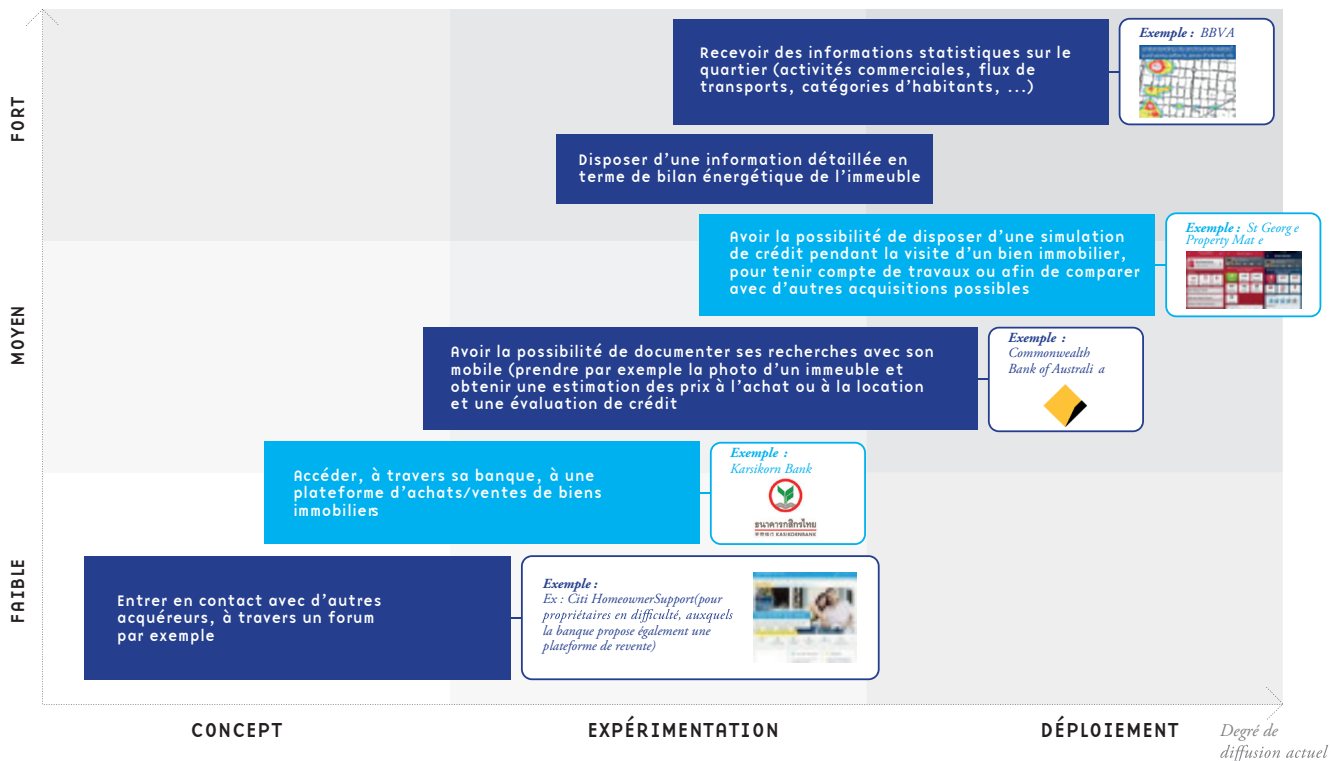 FORT
Recevoir des informations statistiques sur le
quartier (activités commerciales, flux de
transports, catégories d'habitants, ...)
Exemple : BBVA
Disposer d'une information détaillée en
terme de bilan énergétique de l'immeuble
Avoir la possibilité de disposer d'une simulation
de crédit pendant la visite d'un bien immobilier,
pour tenir compte de travaux ou afin de comparer
avec d'autres acquisitions possibles
Exemple : St Georg e
Property Mat e
MOYEN
Avoir la possibilité de documenter ses recherches avec son
mobile (prendre par exemple la photo d'un immeuble et
obtenir une estimation des prix à l'achat ou à la location
et une évaluation de crédit
Exemple :
Commonwealth
Bank of Australi a
Accéder, à travers sa banque, à une
plateforme d'achats/ventes de biens
immobiliers
Exemple :
Karsikorn Bank
ธนาคารกสิกรไทย
KASIKORNBANK
FAIBLE
Entrer en contact avec d'autres
acquéreurs, à travers un forum
par exemple
Exemple :
Ex : Citi HomeownerSupport(pour
propriétaires en difficulté, auxquels
la banque propose également une
plateforme de revente)
CONCEPT
EXPÉRIMENTATION
DÉPLOIEMENT
Degré de
diffusion actuel